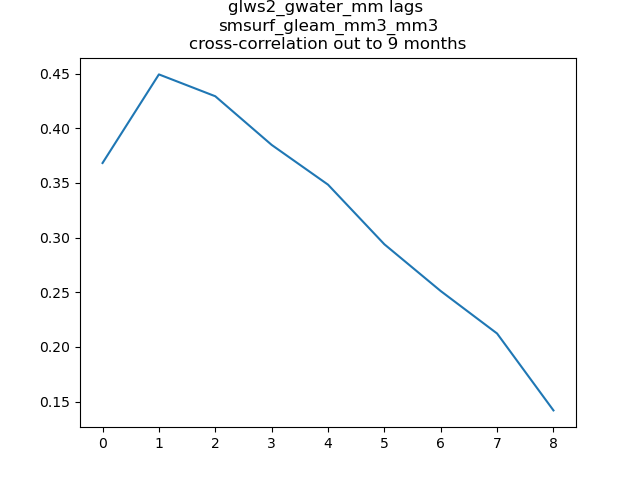 glws2_gwater_mm lags
smsurf_gleam_mm3_mm3
cross-correlation out to 9 months
0.45
0.40
0.35
0.30
0.25
0.20
0.15
0 1 2 3 4 5 6 7 8